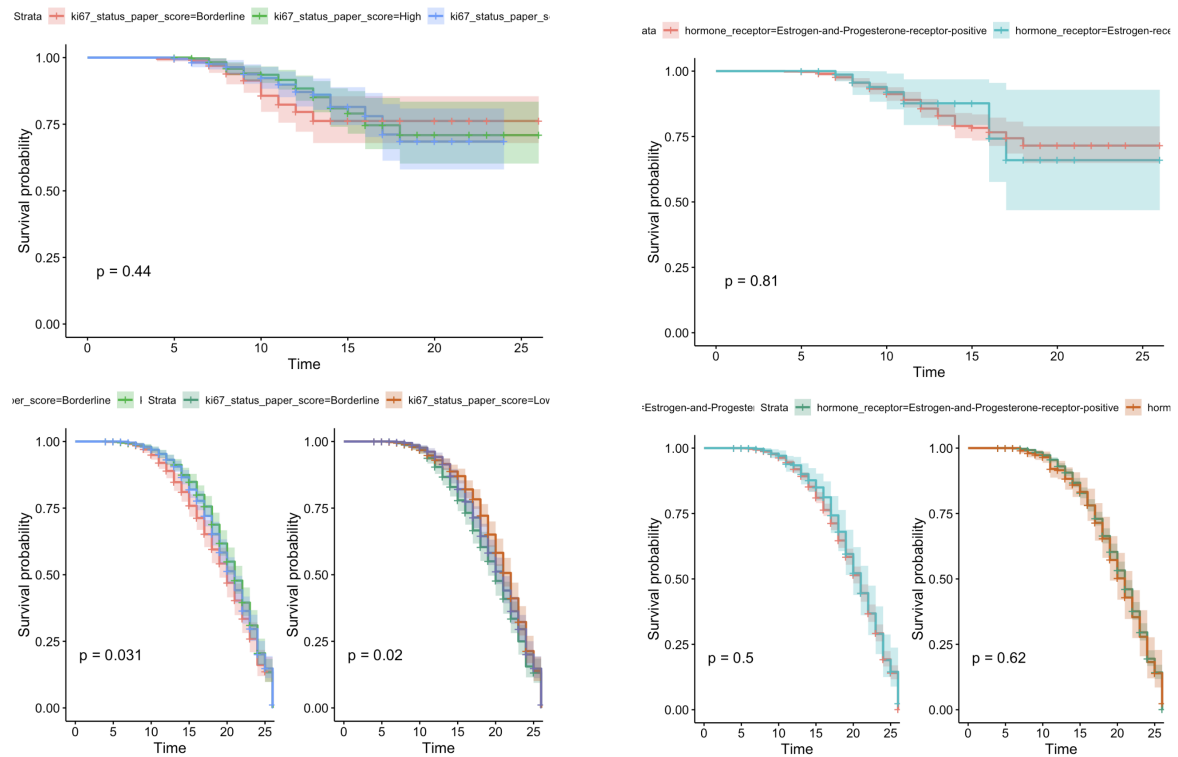 Strata ki67_status_paper_score=Borderline ki67_status_paper_score=High ki67_status_paper_s
Survival probability
1.00
0.75
0.50
0.25
0.00
p = 0.44
0 5 10 15 20 25
Time
ata hormone_receptor=Estrogen-and-Progesterone-receptor-positive hormone_receptor=Estrogen-rece
Survival probability
1.00
0.75
0.50
0.25
0.00
p = 0.81
0 5 10 15 20 25
Time
per_score=Borderline
Survival probability
1.00
0.75
0.50
0.25
0.00
p = 0.031
0 5 10 15 20 25
Time
Strata ki67_status_paper_score=Borderline ki67_status_paper_score=Low
Survival probability
1.00
0.75
0.50
0.25
0.00
p = 0.02
0 5 10 15 20 25
Time
=Estrogen-and-Progester
Survival probability
1.00
0.75
0.50
0.25
0.00
p = 0.5
0 5 10 15 20 25
Time
Strata hormone_receptor=Estrogen-and-Progesterone-receptor-positive horm
Survival probability
1.00
0.75
0.50
0.25
0.00
p = 0.62
0 5 10 15 20 25
Time